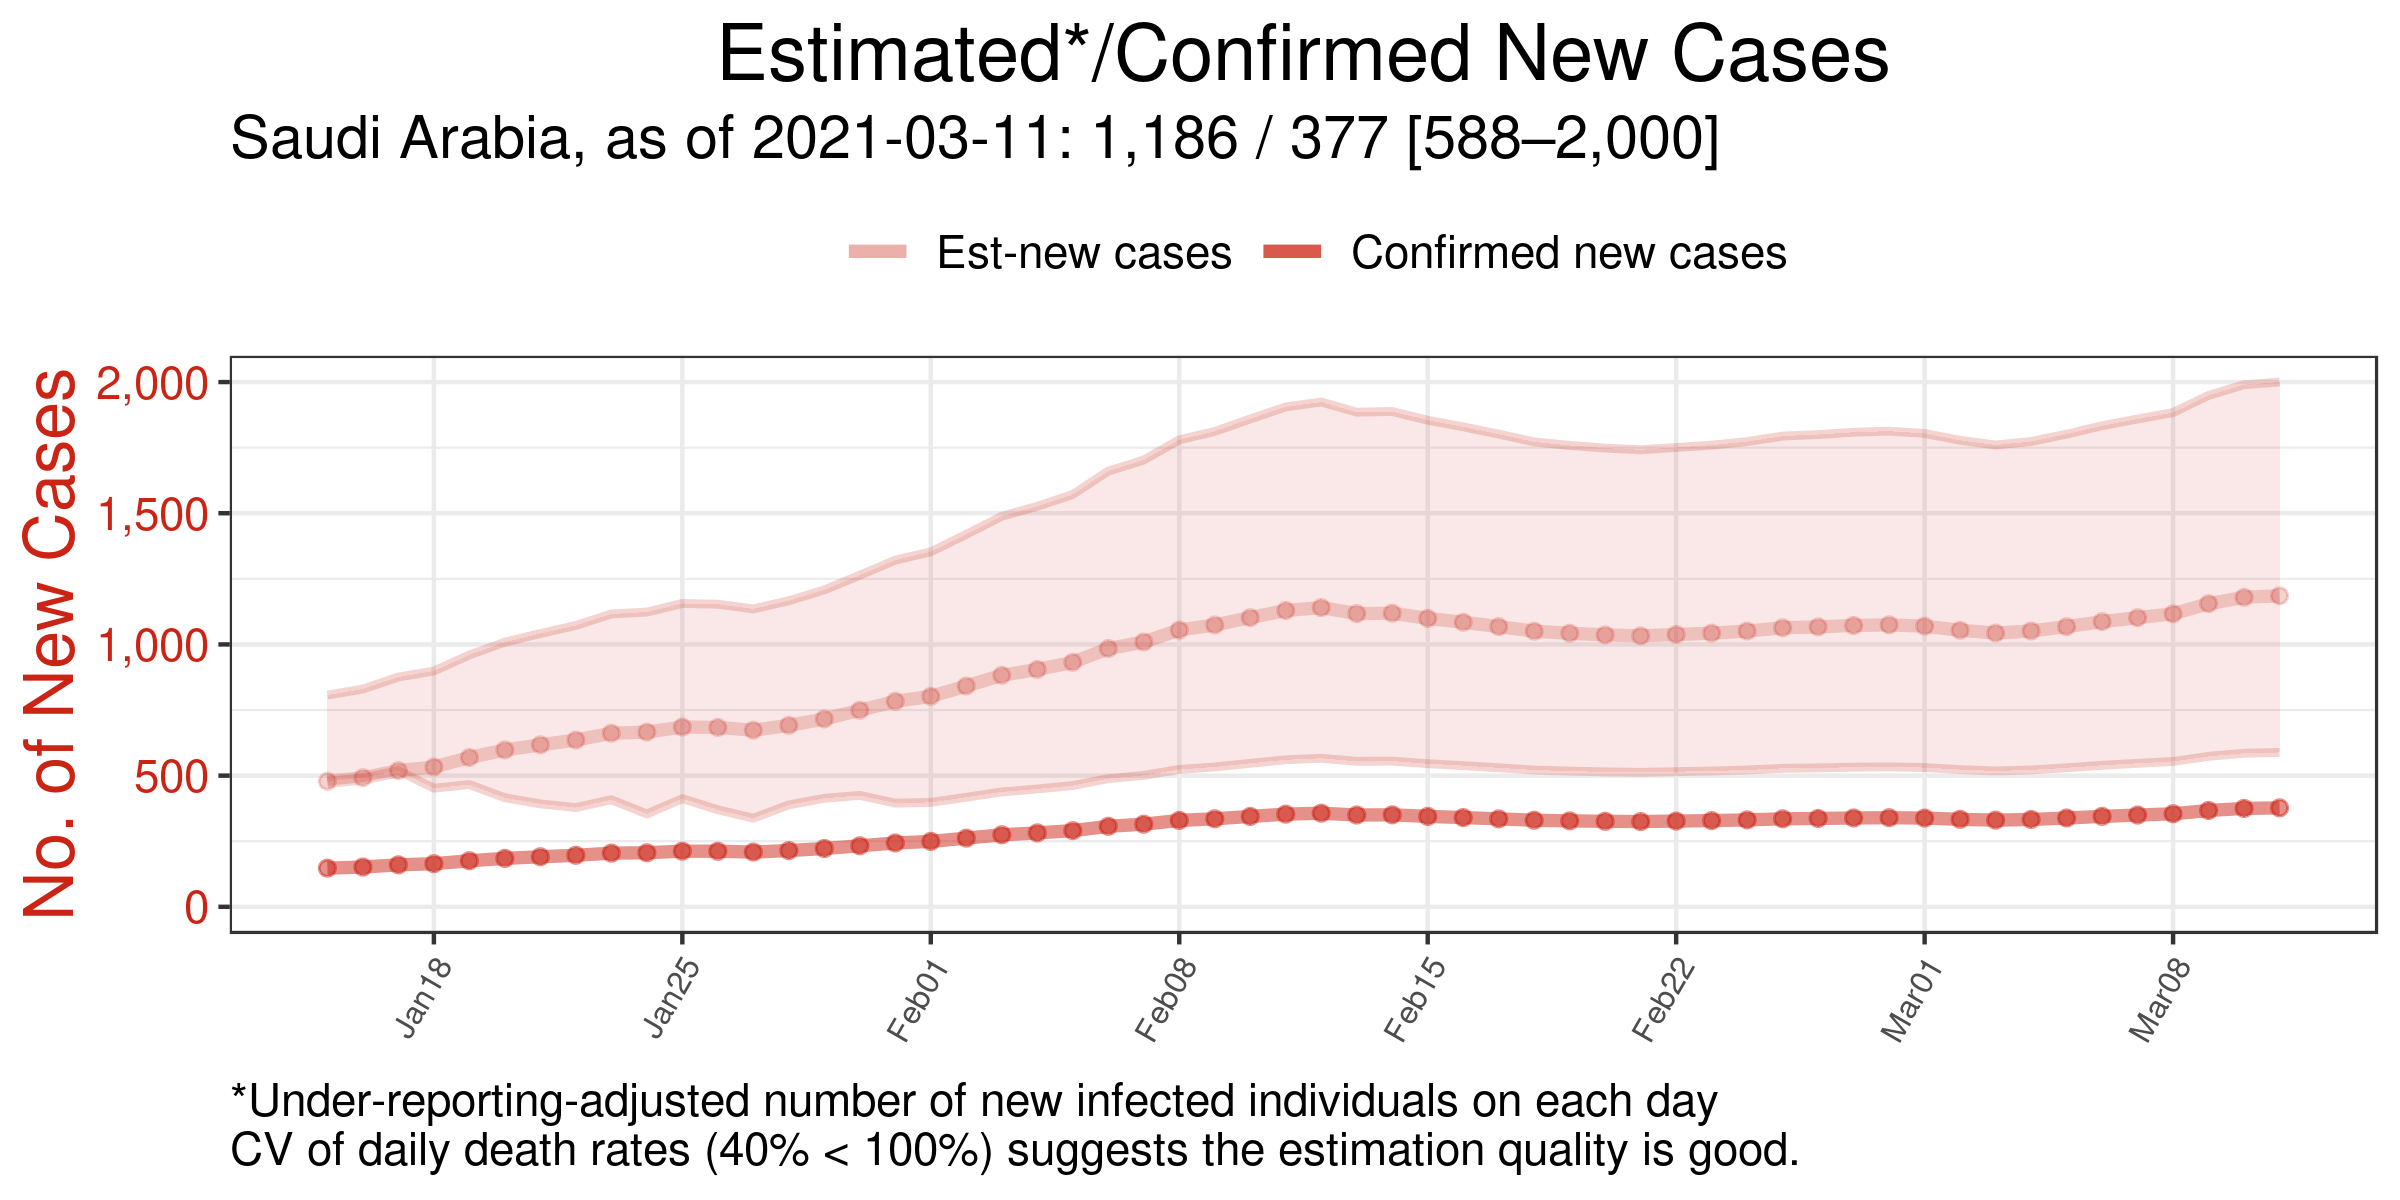 Estimated*/Confirmed New Cases
Saudi Arabia, as of 2021-03-11: 1,186 / 377 [588–2,000]
Est-new cases
Confirmed new cases
No. of New Cases
2,000
1,500
1,000
500
0
Jan18
Jan25
Feb01
Feb08
Feb15
Feb22
Mar01
Mar08
*Under-reporting-adjusted number of new infected individuals on each day
CV of daily death rates (40% < 100%) suggests the estimation quality is good.